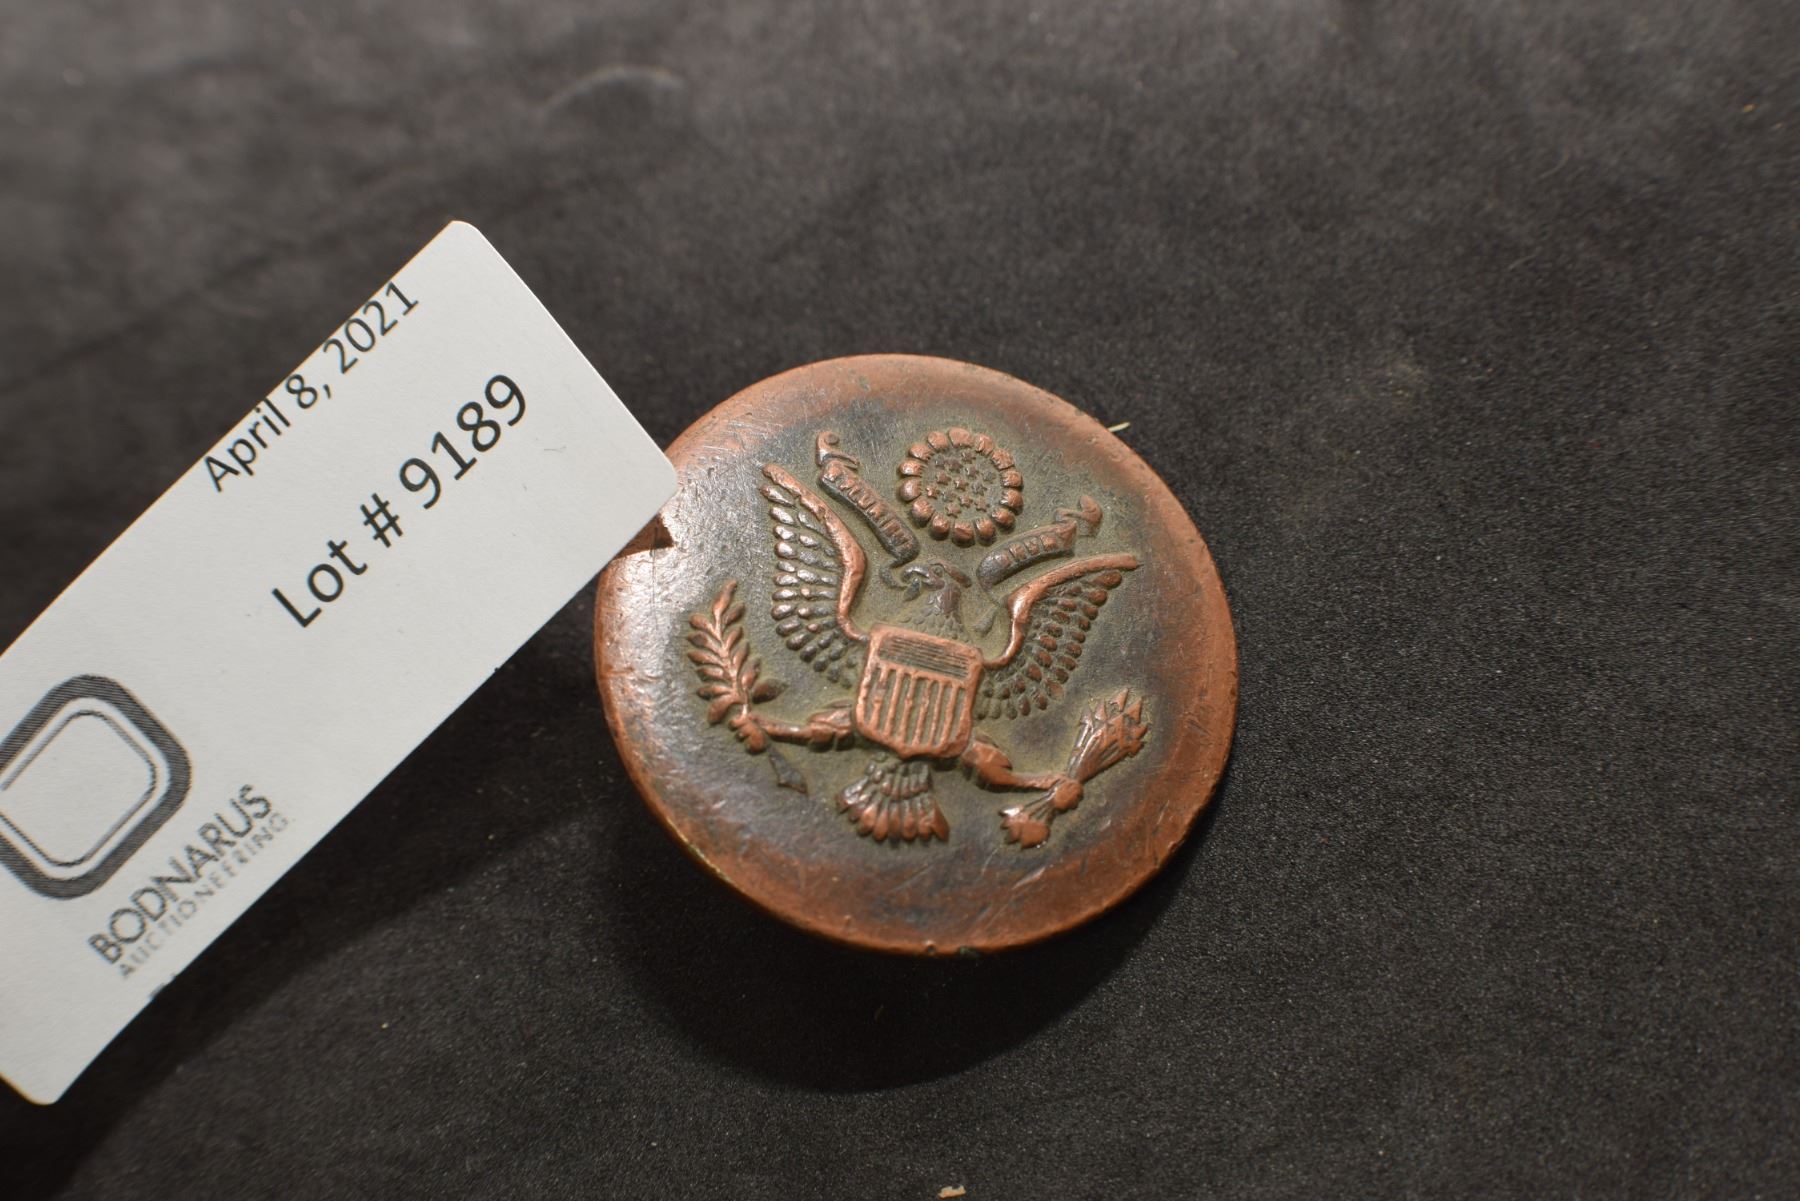 April 8, 2021
Lot # 9189
BODNARUS
AUCTIONEERING